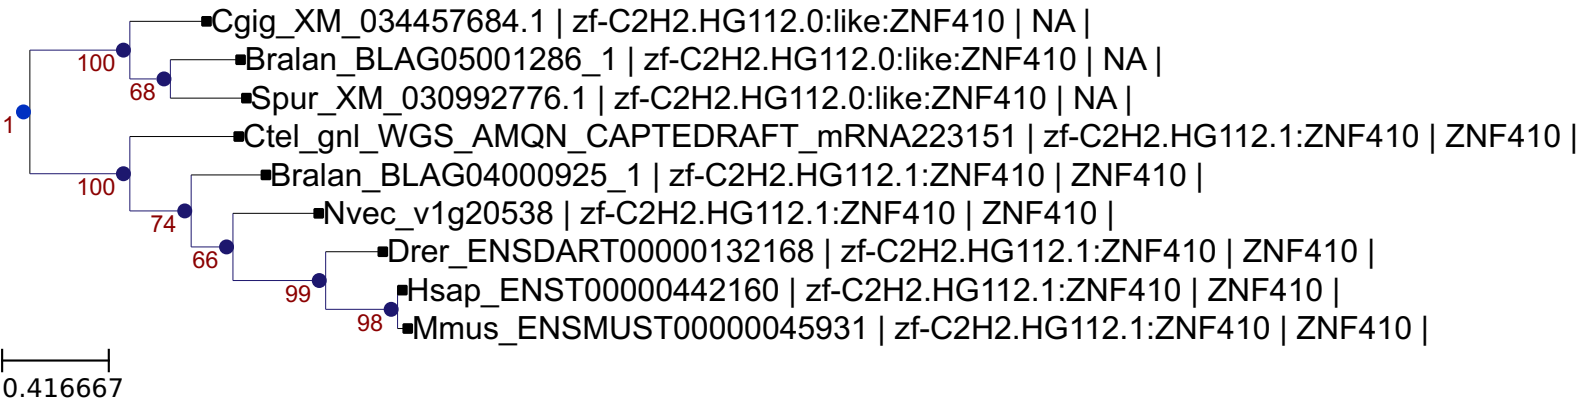 Cgig_XM_034457684.1 | zf-C2H2.HG112.0:like:ZNF410 | NA |
100
Bralan_BLAG05001286_1 | zf-C2H2.HG112.0:like:ZNF410 | NA |
68
Spur_XM_030992776.1 | zf-C2H2.HG112.0:like:ZNF410 | NA |
1
Ctel_gnl_WGS_AMQN_CAPTEDRAFT_mRNA223151 | zf-C2H2.HG112.1:ZNF410 | ZNF410 |
100
Bralan_BLAG04000925_1 | zf-C2H2.HG112.1:ZNF410 | ZNF410 |
74
Nvec_v1g20538 | zf-C2H2.HG112.1:ZNF410 | ZNF410 |
66
Drer_ENSDART00000132168 | zf-C2H2.HG112.1:ZNF410 | ZNF410 |
99
Hsap_ENST00000442160 | zf-C2H2.HG112.1:ZNF410 | ZNF410 |
98
Mmus_ENSMUST00000045931 | zf-C2H2.HG112.1:ZNF410 | ZNF410 |
0.416667